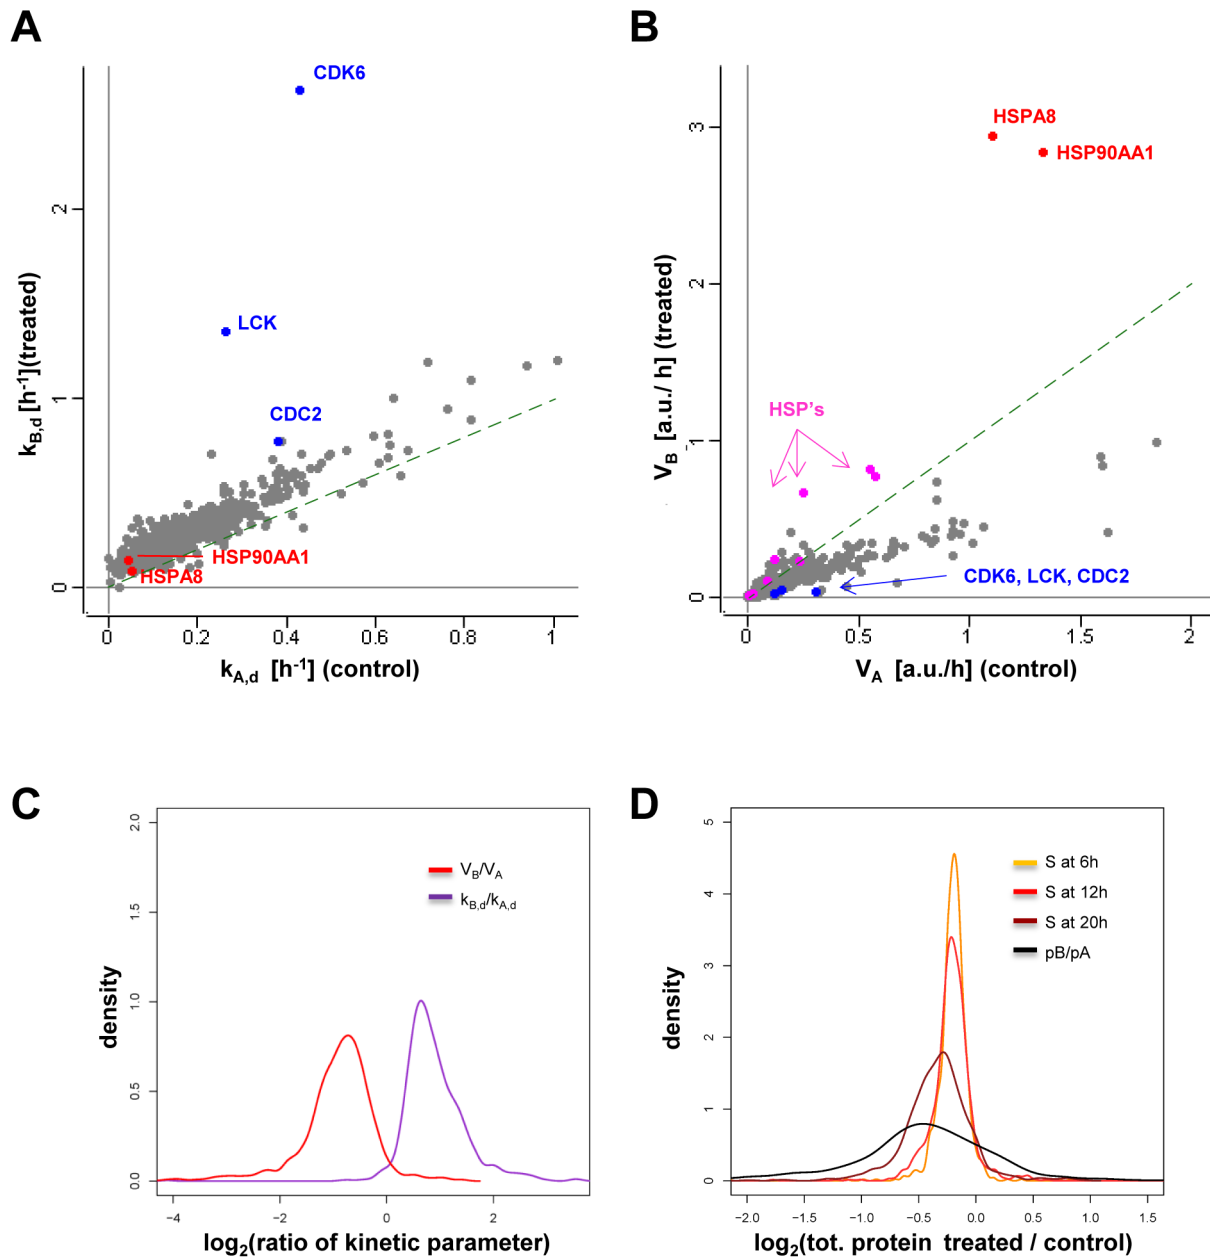 A
CDK6
LCK
CDC2
HSP90AA1
HSPA8
2
1
0
0
0.2
0.4
0.6
0.8
1
k_B,d [h⁻¹](treated)
k_A,d [h⁻¹] (control)
B
HSPA8
HSP90AA1
HSP's
CDK6, LCK, CDC2
3
2
1
0
0
0.5
1
1.5
2
V_B [a.u./ h] (treated)
V_A [a.u./h] (control)
C
V_B/V_A
k_B,d/k_A,d
2.0
1.5
1.0
0.5
0.0
−4
−2
0
2
density
log₂(ratio of kinetic parameter)
D
S at 6h
S at 12h
S at 20h
pB/pA
5
4
3
2
1
0
−2.0
−1.5
−1.0
−0.5
0.0
0.5
1.0
1.5
density
log₂(tot. protein treated / control)